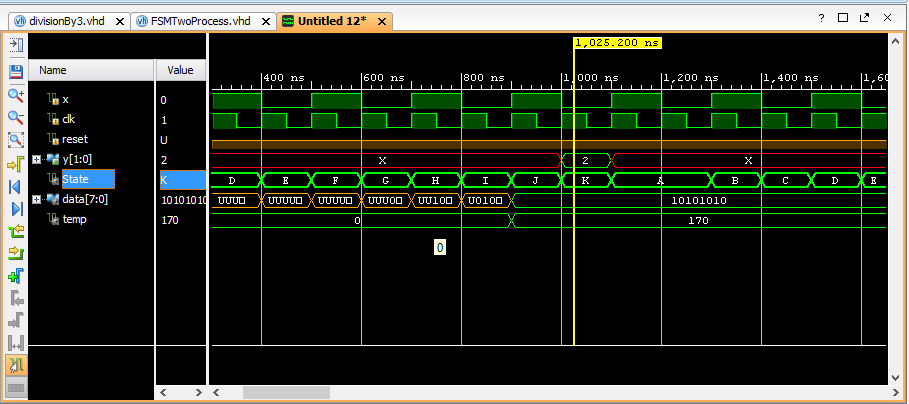 divisionBy3.vhd FSMTwoProcess.vhd Untitled 12*
1,025.200 ns
Name Value
400 ns 600 ns 800 ns 1,000 ns 1,200 ns 1,400 ns 1,6
x 0
clk 1
reset U
y[1:0] 2 X 2 X
State K D E F G H I J K A B C D E
data[7:0] 10101010 UUU□ UUUU□ UUUU□ UUU0□ UU10□ U010□ 10101010
temp 170 0 170
0